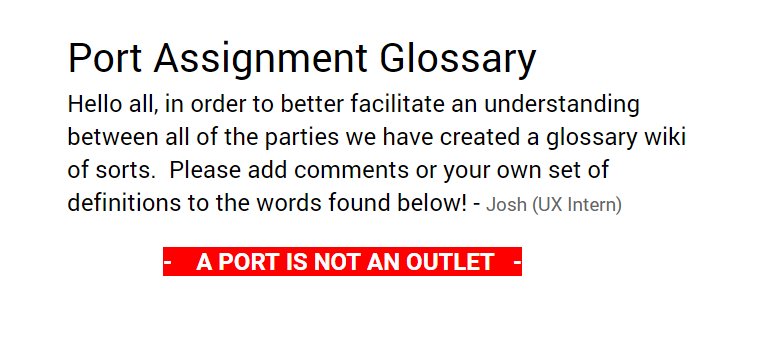 Port Assignment Glossary
Hello all, in order to better facilitate an understanding
between all of the parties we have created a glossary wiki
of sorts.  Please add comments or your own set of
definitions to the words found below! - Josh (UX Intern)
-    A PORT IS NOT AN OUTLET   -